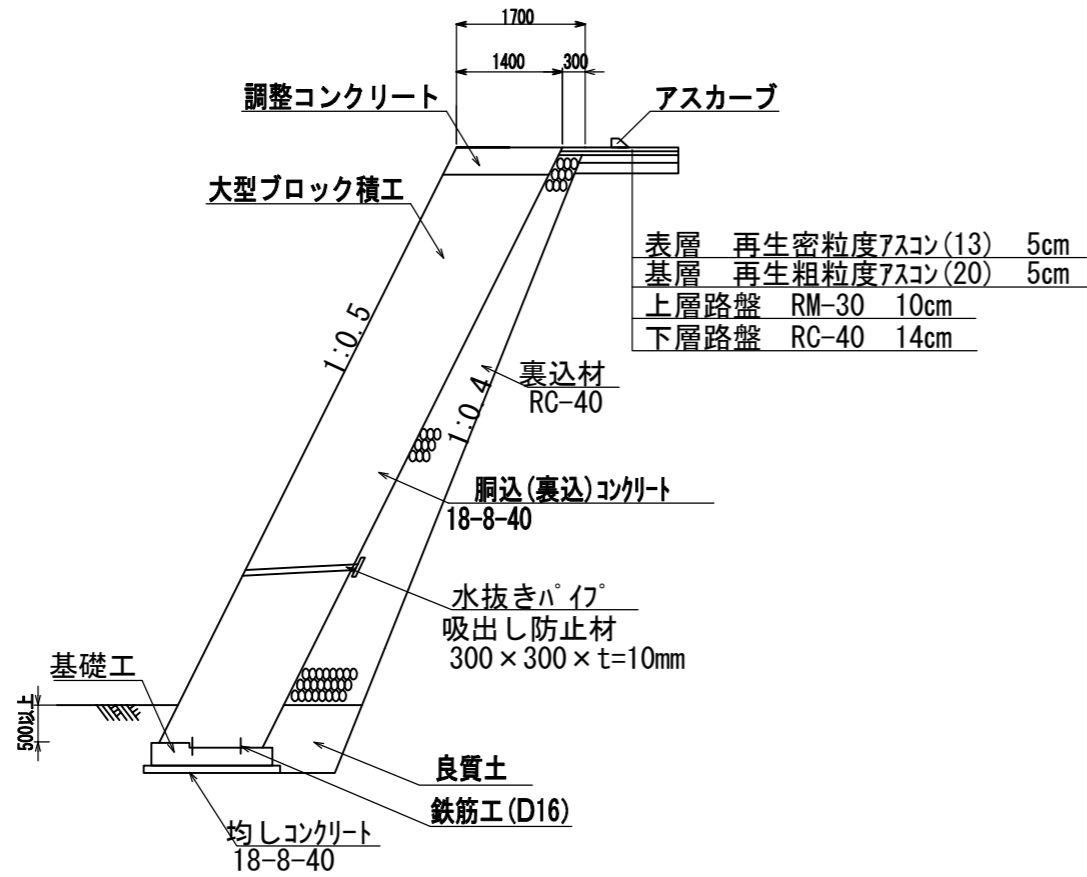 1700
1400
300
調整コンクリート
アスカーブ
大型ブロック積工
表層 再生密粒度アスコン(13) 5cm
基層 再生粗粒度アスコン(20) 5cm
上層路盤 RM-30 10cm
下層路盤 RC-40 14cm
1:0.5
裏込材
RC-40
1:0.4
胴込(裏込)コンクリート
18-8-40
水抜きパイプ
吸出し防止材
300×300×t=10mm
基礎工
500以上
良質土
鉄筋工(D16)
均しコンクリート
18-8-40